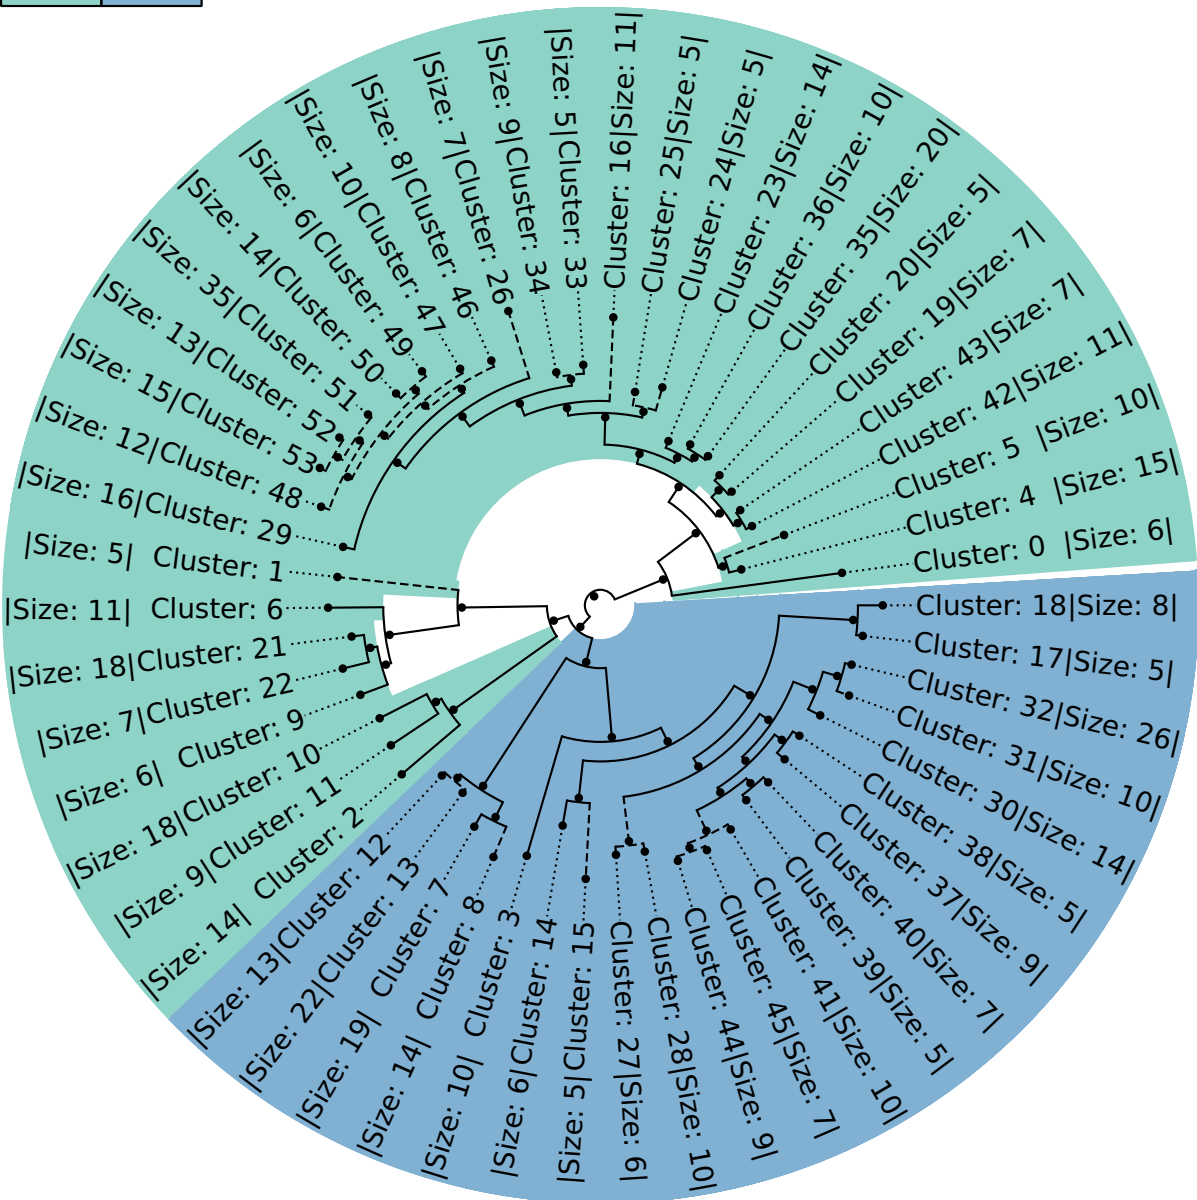 Cluster: 0 |Size: 6|
Cluster: 4 |Size: 15|
Cluster: 5 |Size: 10|
Cluster: 42|Size: 11|
Cluster: 43|Size: 7|
Cluster: 19|Size: 7|
Cluster: 20|Size: 5|
Cluster: 35|Size: 20|
Cluster: 36|Size: 10|
Cluster: 23|Size: 14|
Cluster: 24|Size: 5|
Cluster: 25|Size: 5|
Cluster: 16|Size: 11|
|Size: 5|Cluster: 33
|Size: 9|Cluster: 34
|Size: 7|Cluster: 26
|Size: 8|Cluster: 46
|Size: 10|Cluster: 47
|Size: 6|Cluster: 49
|Size: 14|Cluster: 50
|Size: 35|Cluster: 51
|Size: 13|Cluster: 52
|Size: 15|Cluster: 53
|Size: 12|Cluster: 48
|Size: 16|Cluster: 29
|Size: 5| Cluster: 1
|Size: 11| Cluster: 6
|Size: 18|Cluster: 21
|Size: 7|Cluster: 22
|Size: 6| Cluster: 9
|Size: 18|Cluster: 10
|Size: 9|Cluster: 11
|Size: 14| Cluster: 2
|Size: 13|Cluster: 12
|Size: 22|Cluster: 13
|Size: 19| Cluster: 7
|Size: 14| Cluster: 8
|Size: 10| Cluster: 3
|Size: 6|Cluster: 14
|Size: 5|Cluster: 15
Cluster: 27|Size: 6|
Cluster: 28|Size: 10|
Cluster: 44|Size: 9|
Cluster: 45|Size: 7|
Cluster: 41|Size: 10|
Cluster: 39|Size: 5|
Cluster: 40|Size: 7|
Cluster: 37|Size: 9|
Cluster: 38|Size: 5|
Cluster: 30|Size: 14|
Cluster: 31|Size: 10|
Cluster: 32|Size: 26|
Cluster: 17|Size: 5|
Cluster: 18|Size: 8|